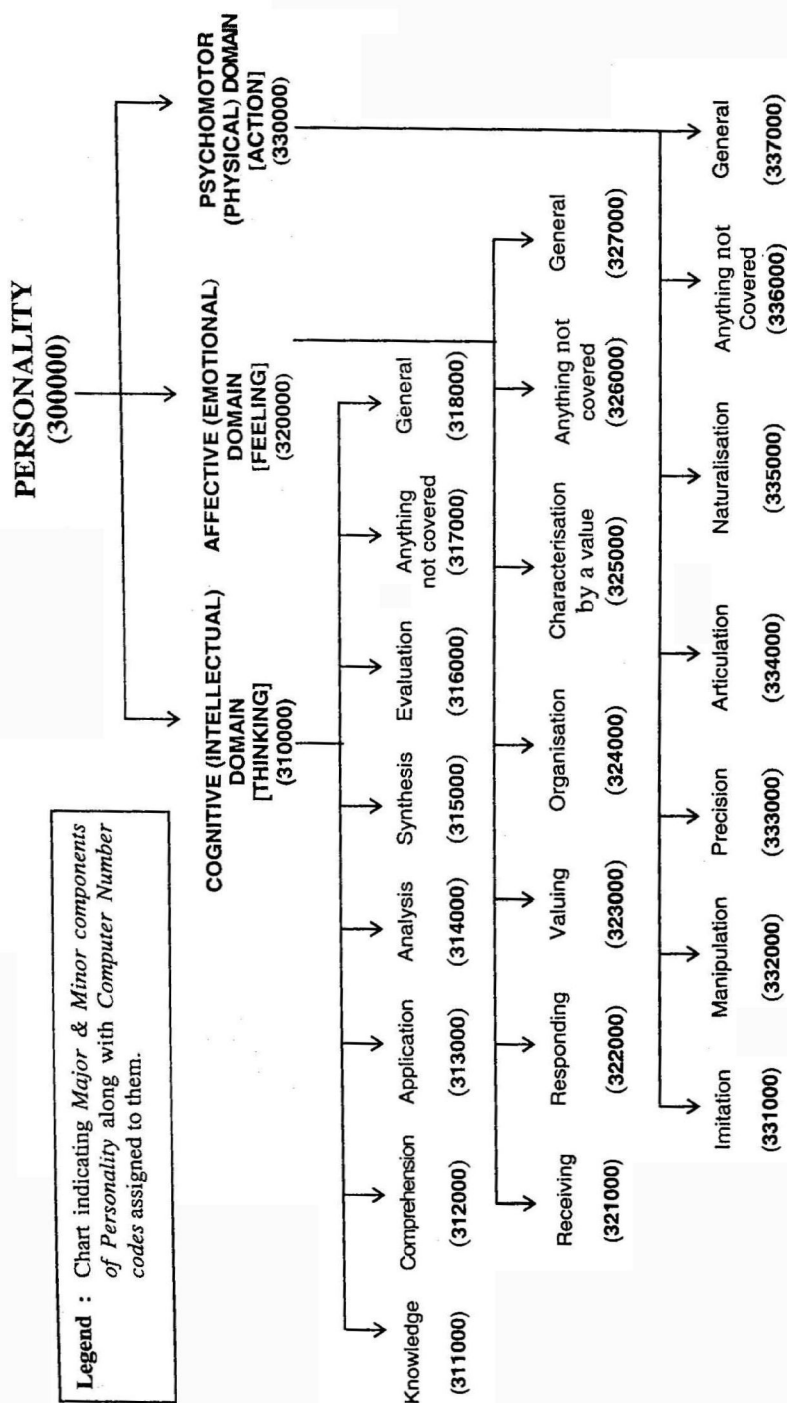 PERSONALITY
(300000)
Legend : Chart indicating Major & Minor components
of Personality along with Computer Number
codes assigned to them.
COGNITIVE (INTELLECTUAL)
DOMAIN
[THINKING]
(310000)
AFFECTIVE (EMOTIONAL)
DOMAIN
[FEELING]
(320000)
PSYCHOMOTOR
(PHYSICAL) DOMAIN
[ACTION]
(330000)
Knowledge
(311000)
Comprehension
(312000)
Application
(313000)
Analysis
(314000)
Synthesis
(315000)
Evaluation
(316000)
Anything
not covered
(317000)
General
(318000)
Receiving
(321000)
Responding
(322000)
Valuing
(323000)
Organisation
(324000)
Characterisation
by a value
(325000)
Anything not
covered
(326000)
General
(327000)
Imitation
(331000)
Manipulation
(332000)
Precision
(333000)
Articulation
(334000)
Naturalisation
(335000)
Anything not
Covered
(336000)
General
(337000)